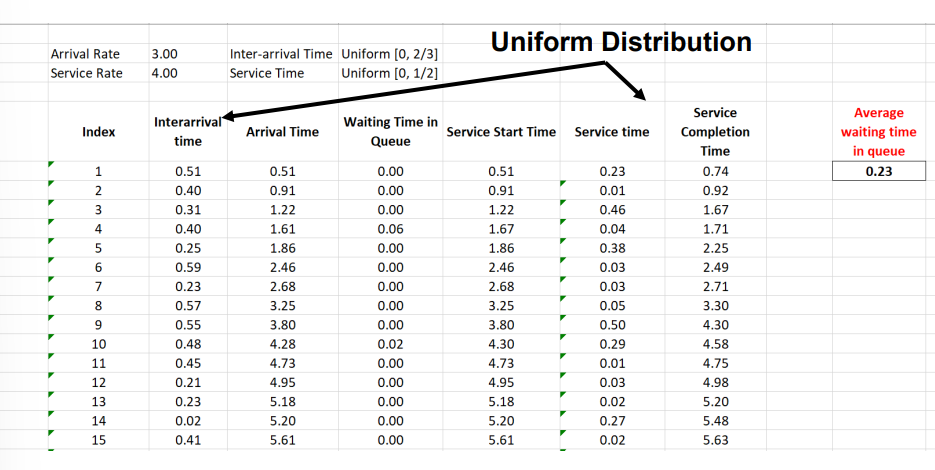 Uniform Distribution
Arrival Rate 3.00 Inter-arrival Time Uniform [0, 2/3]
Service Rate 4.00 Service Time Uniform [0, 1/2]
Index Interarrival time Arrival Time Waiting Time in Queue Service Start Time Service time Service Completion Time Average waiting time in queue
1 0.51 0.51 0.00 0.51 0.23 0.74 0.23
2 0.40 0.91 0.00 0.91 0.01 0.92
3 0.31 1.22 0.00 1.22 0.46 1.67
4 0.40 1.61 0.06 1.67 0.04 1.71
5 0.25 1.86 0.00 1.86 0.38 2.25
6 0.59 2.46 0.00 2.46 0.03 2.49
7 0.23 2.68 0.00 2.68 0.03 2.71
8 0.57 3.25 0.00 3.25 0.05 3.30
9 0.55 3.80 0.00 3.80 0.50 4.30
10 0.48 4.28 0.02 4.30 0.29 4.58
11 0.45 4.73 0.00 4.73 0.01 4.75
12 0.21 4.95 0.00 4.95 0.03 4.98
13 0.23 5.18 0.00 5.18 0.02 5.20
14 0.02 5.20 0.00 5.20 0.27 5.48
15 0.41 5.61 0.00 5.61 0.02 5.63